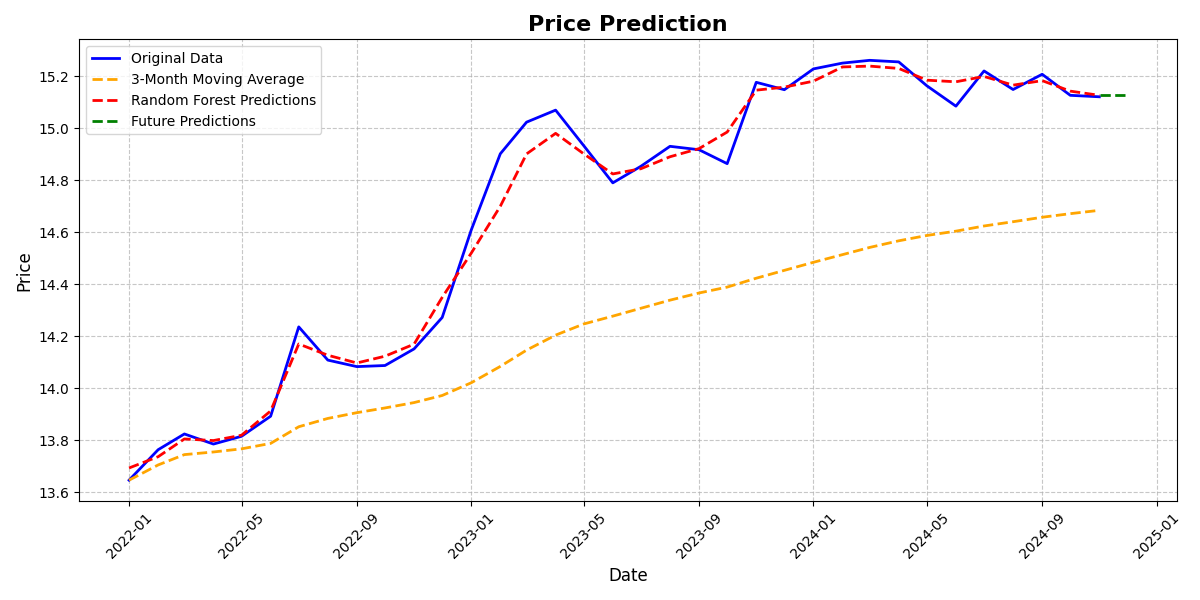 Price Prediction
Original Data
3-Month Moving Average
Random Forest Predictions
Future Predictions
Price
15.2
15.0
14.8
14.6
14.4
14.2
14.0
13.8
13.6
2022-01
2022-05
2022-09
2023-01
2023-05
2023-09
2024-01
2024-05
2024-09
2025-01
Date